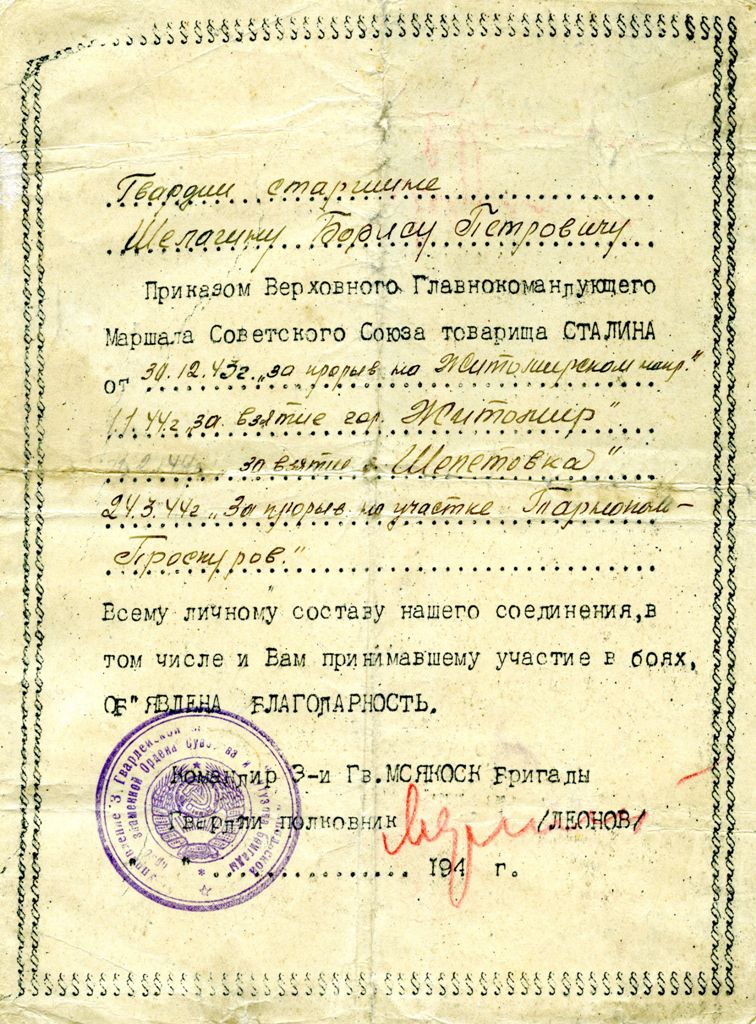 Гвардии старшине
Шелагину Борису Петровичу
Приказом Верховного Главнокомандующего
Маршала Советского Союза товарища СТАЛИНА
от 30.12.43г. „за прорыв на Житомирском напр."
1.1.44г. „за взятие гор. Житомир"
„за взятие г. Шепетовка"
24.3.44г. „За прорыв на участке Тарнополь-
Проскуров."
Всему личному составу нашего соединения, в
том числе и Вам принимавшему участие в боях,
ОБ"ЯВЛЕНА БЛАГОДАРНОСТЬ.
Командир 3-й Гв.МСЯКОСК Бригады
Гвардии полковник /ЛЕОНОВ/
" " 194 г.